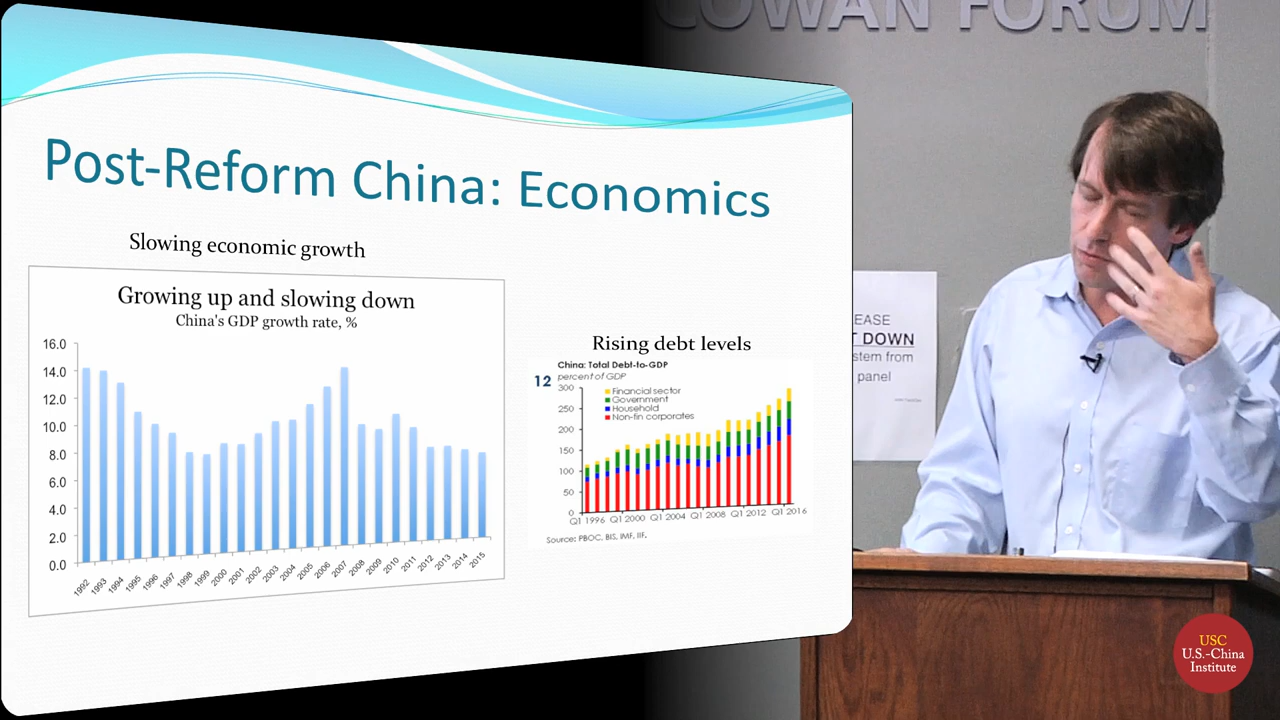 COWAN FORUM
Post-Reform China: Economics
Slowing economic growth
Growing up and slowing down
China's GDP growth rate, %
16.0
14.0
12.0
10.0
8.0
6.0
4.0
2.0
0.0
1992
1993
1994
1995
1996
1997
1998
1999
2000
2001
2002
2003
2004
2005
2006
2007
2008
2009
2010
2011
2012
2013
2014
2015
Rising debt levels
China: Total Debt-to-GDP
12
percent of GDP
300
250
200
150
100
50
0
Financial sector
Government
Household
Non-fin corporates
Q1 1996 Q1 2000 Q1 2004 Q1 2008 Q1 2012 Q1 2016
Source: PBOC, BIS, IMF, IIF.
EASE
T DOWN
stem from
panel
USC
U.S.-China
Institute